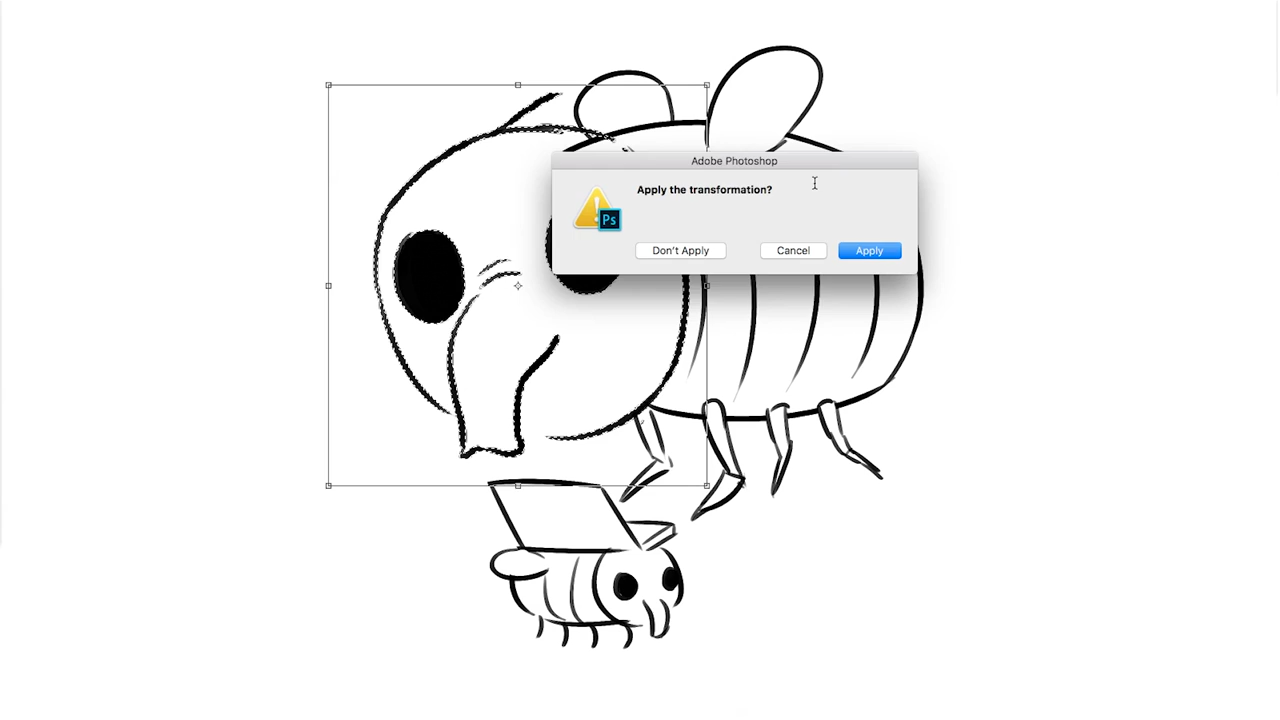 Adobe Photoshop
Apply the transformation?
Ps
Don't Apply
Cancel
Apply